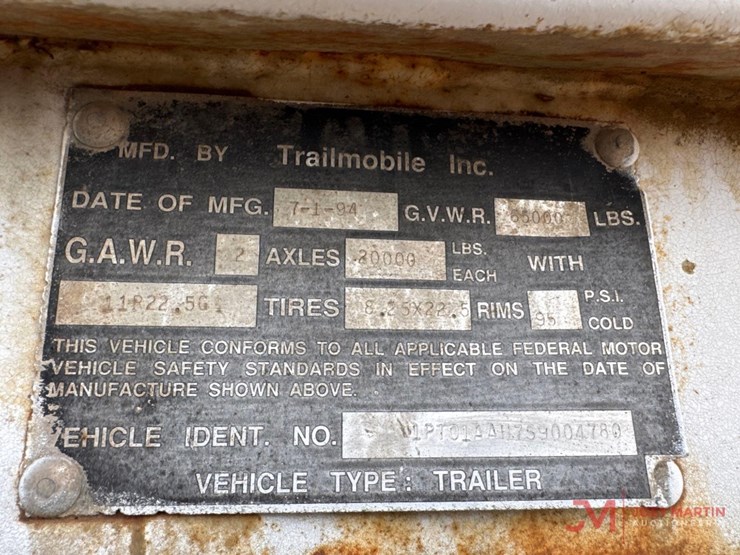 MFD. BY Trailmobile Inc.
DATE OF MFG. 7-1-94 G.V.W.R. 65000 LBS.
G.A.W.R. 2 AXLES 20000 LBS. EACH WITH
11R22.5G TIRES 8.25X22.5 RIMS 95 P.S.I. COLD
THIS VEHICLE CONFORMS TO ALL APPLICABLE FEDERAL MOTOR
VEHICLE SAFETY STANDARDS IN EFFECT ON THE DATE OF
MANUFACTURE SHOWN ABOVE.
VEHICLE IDENT. NO.
VEHICLE TYPE: TRAILER
MARTIN
AUCTIONEERS